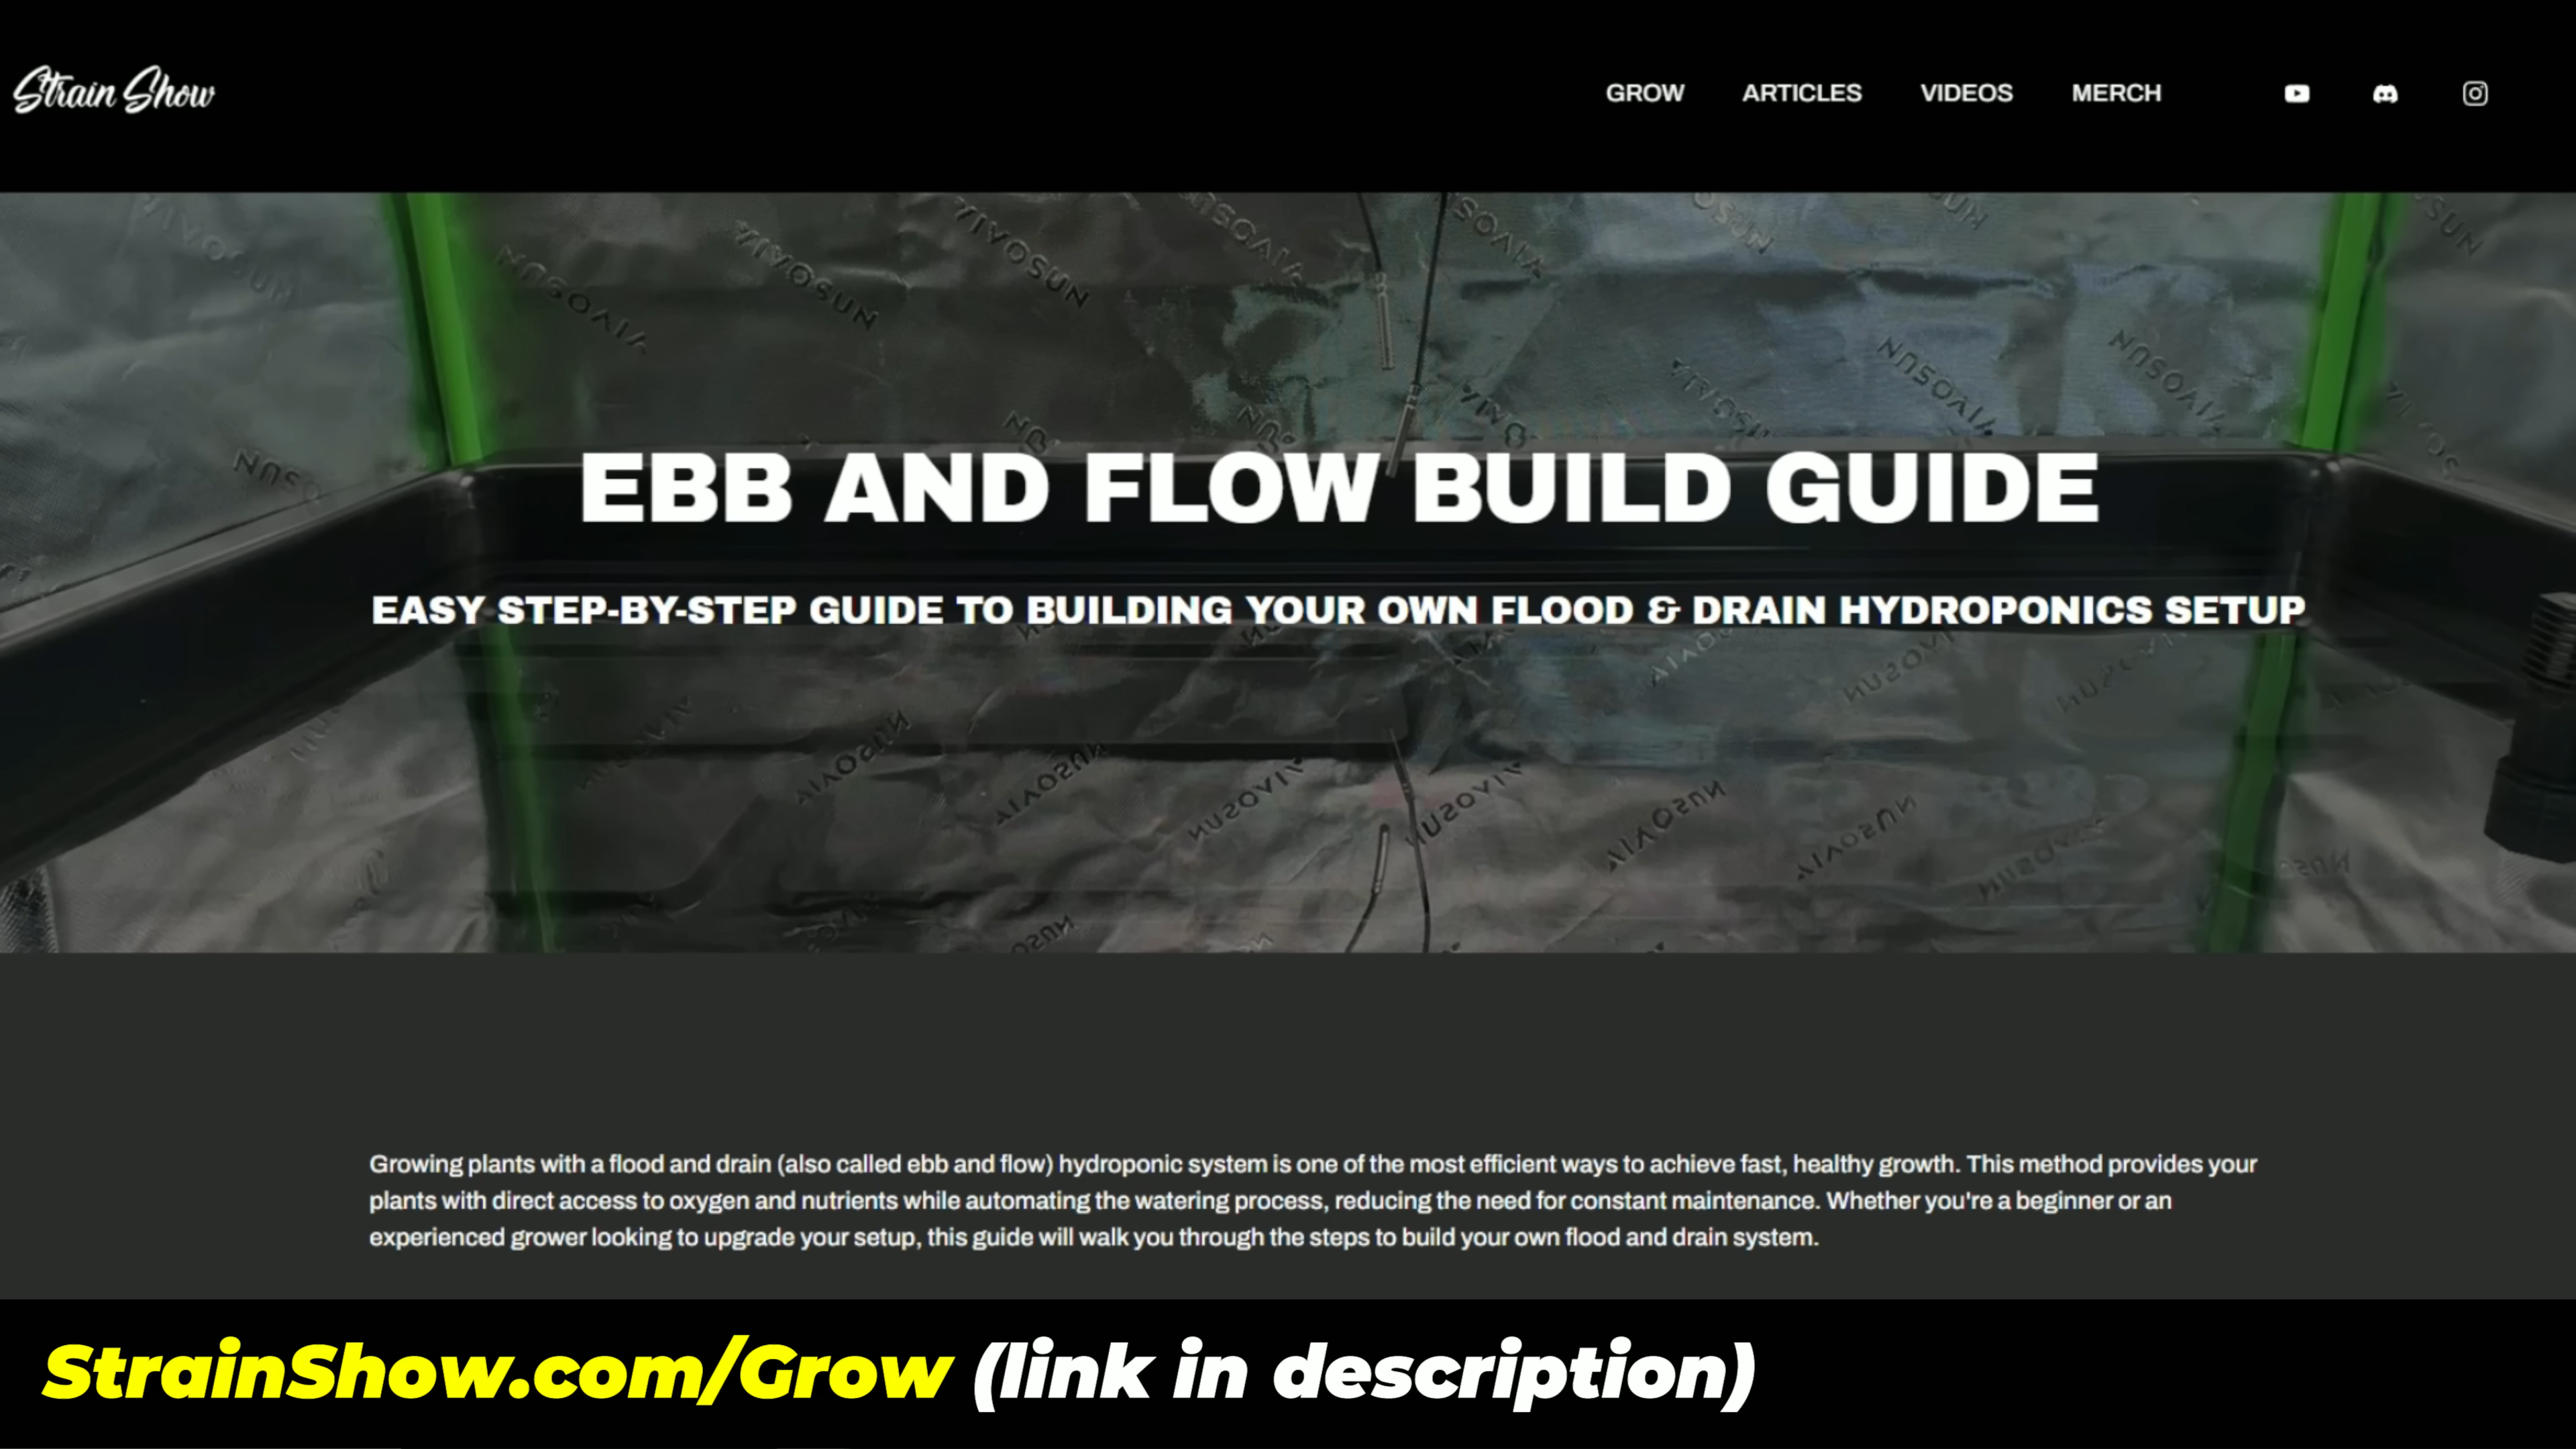 Strain Show
GROW ARTICLES VIDEOS MERCH
VIVOSUN VIVOSUN VIVOSUN
EBB AND FLOW BUILD GUIDE
EASY STEP-BY-STEP GUIDE TO BUILDING YOUR OWN FLOOD & DRAIN HYDROPONICS SETUP
Growing plants with a flood and drain (also called ebb and flow) hydroponic system is one of the most efficient ways to achieve fast, healthy growth. This method provides your
plants with direct access to oxygen and nutrients while automating the watering process, reducing the need for constant maintenance. Whether you're a beginner or an
experienced grower looking to upgrade your setup, this guide will walk you through the steps to build your own flood and drain system.
StrainShow.com/Grow (link in description)